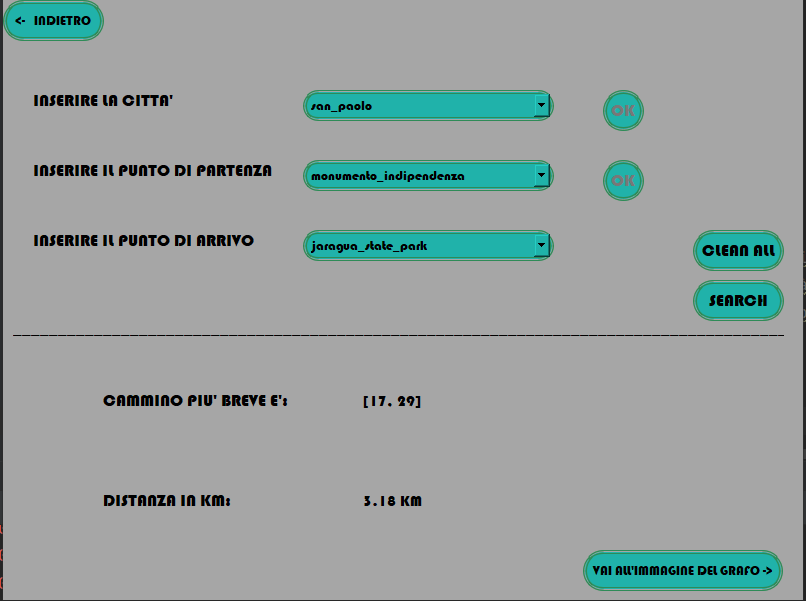 <- INDIETRO
INSERIRE LA CITTA' san_paolo OK
INSERIRE IL PUNTO DI PARTENZA monumento_indipendenza OK
INSERIRE IL PUNTO DI ARRIVO jaragua_state_park
CLEAN ALL
SEARCH
CAMMINO PIU' BREVE E': [17, 29]
DISTANZA IN KM: 3.18 KM
VAI ALL'IMMAGINE DEL GRAFO ->